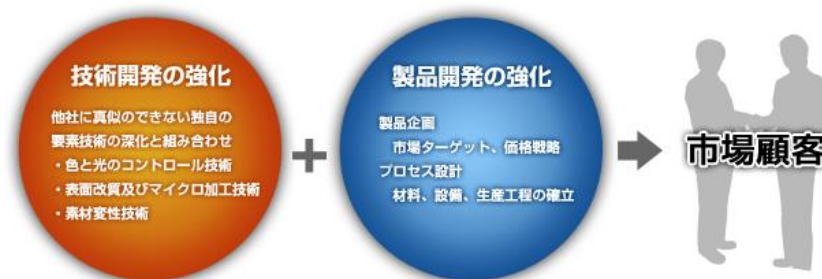 技術開発の強化
他社に真似のできない独自の
要素技術の深化と組み合わせ
・色と光のコントロール技術
・表面改質及びマイクロ加工技術
・素材変性技術
+
製品開発の強化
製品企画
市場ターゲット、価格戦略
プロセス設計
材料、設備、生産工程の確立
市場顧客